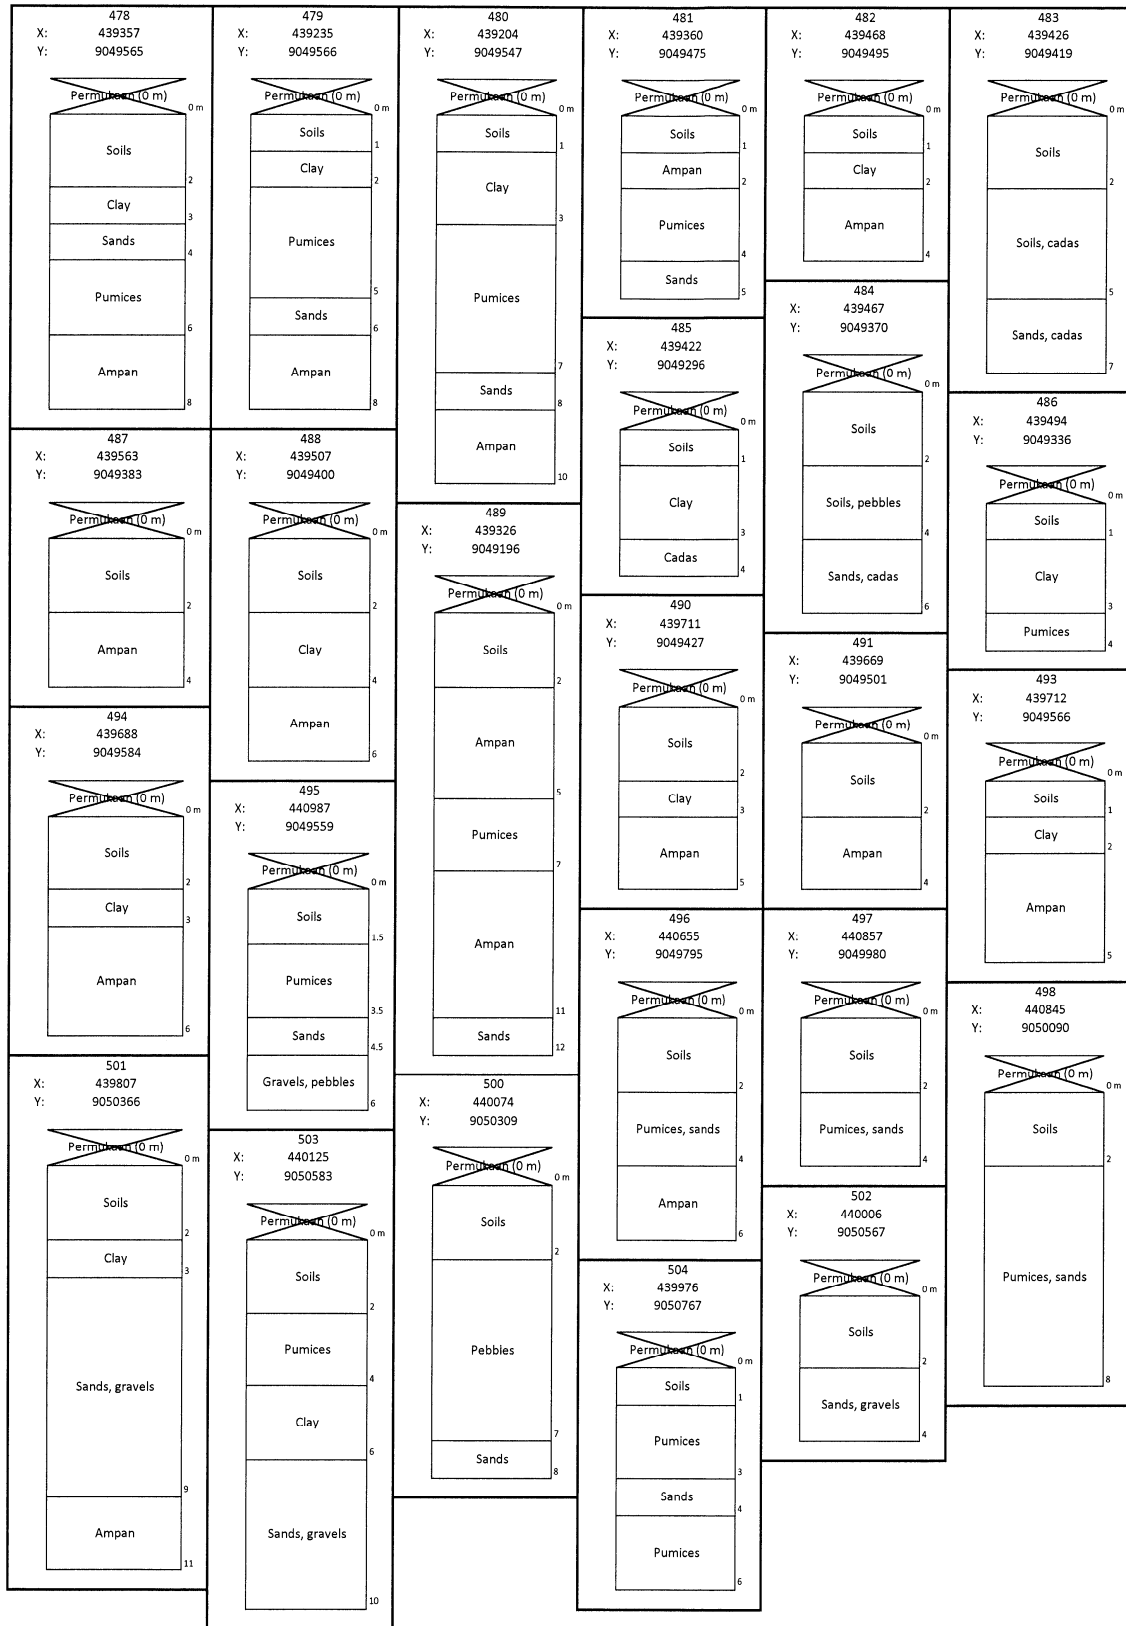 478
X: 439357
Y: 9049565
Permukaan (0 m)
0 m
Soils
2
Clay
3
Sands
4
Pumices
6
Ampan
8
487
X: 439563
Y: 9049383
Permukaan (0 m)
0 m
Soils
2
Ampan
4
494
X: 439688
Y: 9049584
Permukaan (0 m)
0 m
Soils
2
Clay
3
Ampan
6
501
X: 439807
Y: 9050366
Permukaan (0 m)
0 m
Soils
2
Clay
3
Sands, gravels
9
Ampan
11
479
X: 439235
Y: 9049566
Permukaan (0 m)
0 m
Soils
1
Clay
2
Pumices
5
Sands
6
Ampan
8
488
X: 439507
Y: 9049400
Permukaan (0 m)
0 m
Soils
2
Clay
4
Ampan
6
495
X: 440987
Y: 9049559
Permukaan (0 m)
0 m
Soils
1.5
Pumices
3.5
Sands
4.5
Gravels, pebbles
6
503
X: 440125
Y: 9050583
Permukaan (0 m)
0 m
Soils
2
Pumices
4
Clay
6
Sands, gravels
10
480
X: 439204
Y: 9049547
Permukaan (0 m)
0 m
Soils
1
Clay
3
Pumices
7
Sands
8
Ampan
10
489
X: 439326
Y: 9049196
Permukaan (0 m)
0 m
Soils
2
Ampan
5
Pumices
7
Ampan
11
Sands
12
500
X: 440074
Y: 9050309
Permukaan (0 m)
0 m
Soils
2
Pebbles
7
Sands
8
481
X: 439360
Y: 9049475
Permukaan (0 m)
0 m
Soils
1
Ampan
2
Pumices
4
Sands
5
485
X: 439422
Y: 9049296
Permukaan (0 m)
0 m
Soils
1
Clay
3
Cadas
4
490
X: 439711
Y: 9049427
Permukaan (0 m)
0 m
Soils
2
Clay
3
Ampan
5
496
X: 440655
Y: 9049795
Permukaan (0 m)
0 m
Soils
2
Pumices, sands
4
Ampan
6
504
X: 439976
Y: 9050767
Permukaan (0 m)
0 m
Soils
1
Pumices
3
Sands
4
Pumices
6
482
X: 439468
Y: 9049495
Permukaan (0 m)
0 m
Soils
1
Clay
2
Ampan
4
484
X: 439467
Y: 9049370
Permukaan (0 m)
0 m
Soils
2
Soils, pebbles
4
Sands, cadas
6
491
X: 439669
Y: 9049501
Permukaan (0 m)
0 m
Soils
2
Ampan
4
497
X: 440857
Y: 9049980
Permukaan (0 m)
0 m
Soils
2
Pumices, sands
4
502
X: 440006
Y: 9050567
Permukaan (0 m)
0 m
Soils
2
Sands, gravels
4
483
X: 439426
Y: 9049419
Permukaan (0 m)
0 m
Soils
2
Soils, cadas
5
Sands, cadas
7
486
X: 439494
Y: 9049336
Permukaan (0 m)
0 m
Soils
1
Clay
3
Pumices
4
493
X: 439712
Y: 9049566
Permukaan (0 m)
0 m
Soils
1
Clay
2
Ampan
5
498
X: 440845
Y: 9050090
Permukaan (0 m)
0 m
Soils
2
Pumices, sands
8